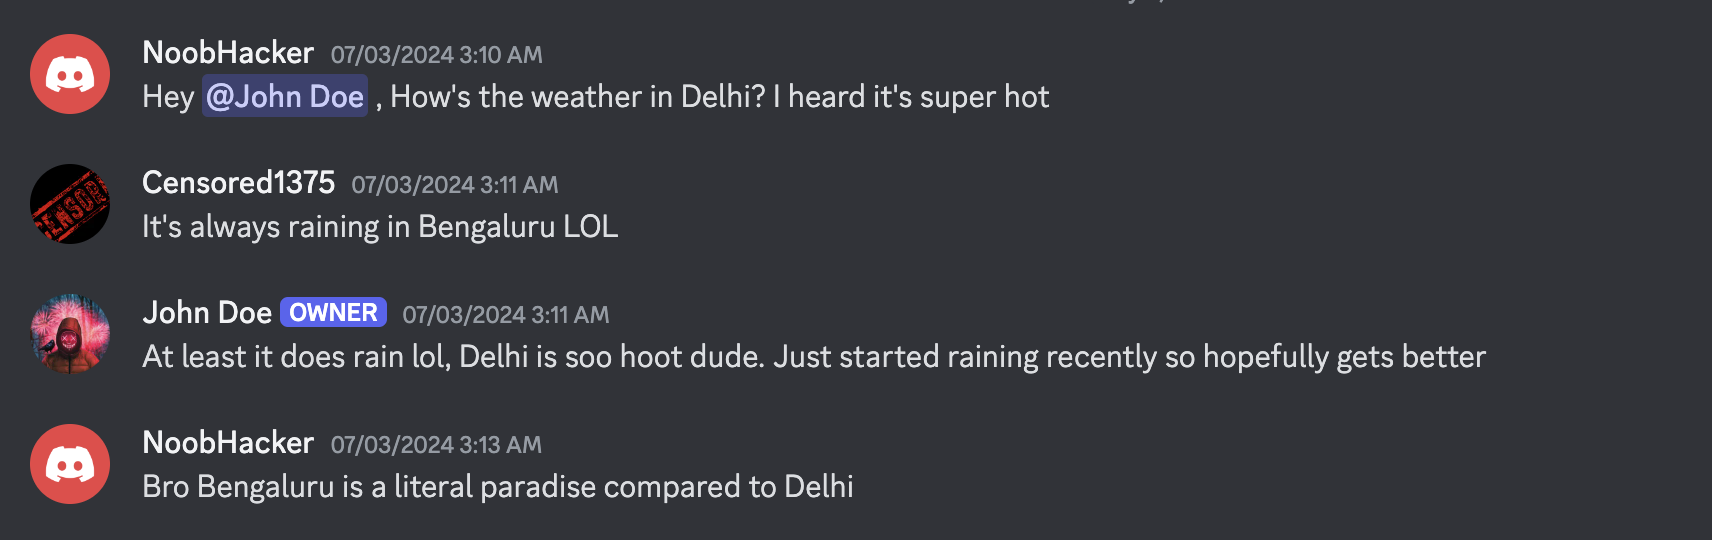 NoobHacker 07/03/2024 3:10 AM
Hey @John Doe , How's the weather in Delhi? I heard it's super hot
Censored1375 07/03/2024 3:11 AM
It's always raining in Bengaluru LOL
John Doe OWNER 07/03/2024 3:11 AM
At least it does rain lol, Delhi is soo hoot dude. Just started raining recently so hopefully gets better
NoobHacker 07/03/2024 3:13 AM
Bro Bengaluru is a literal paradise compared to Delhi